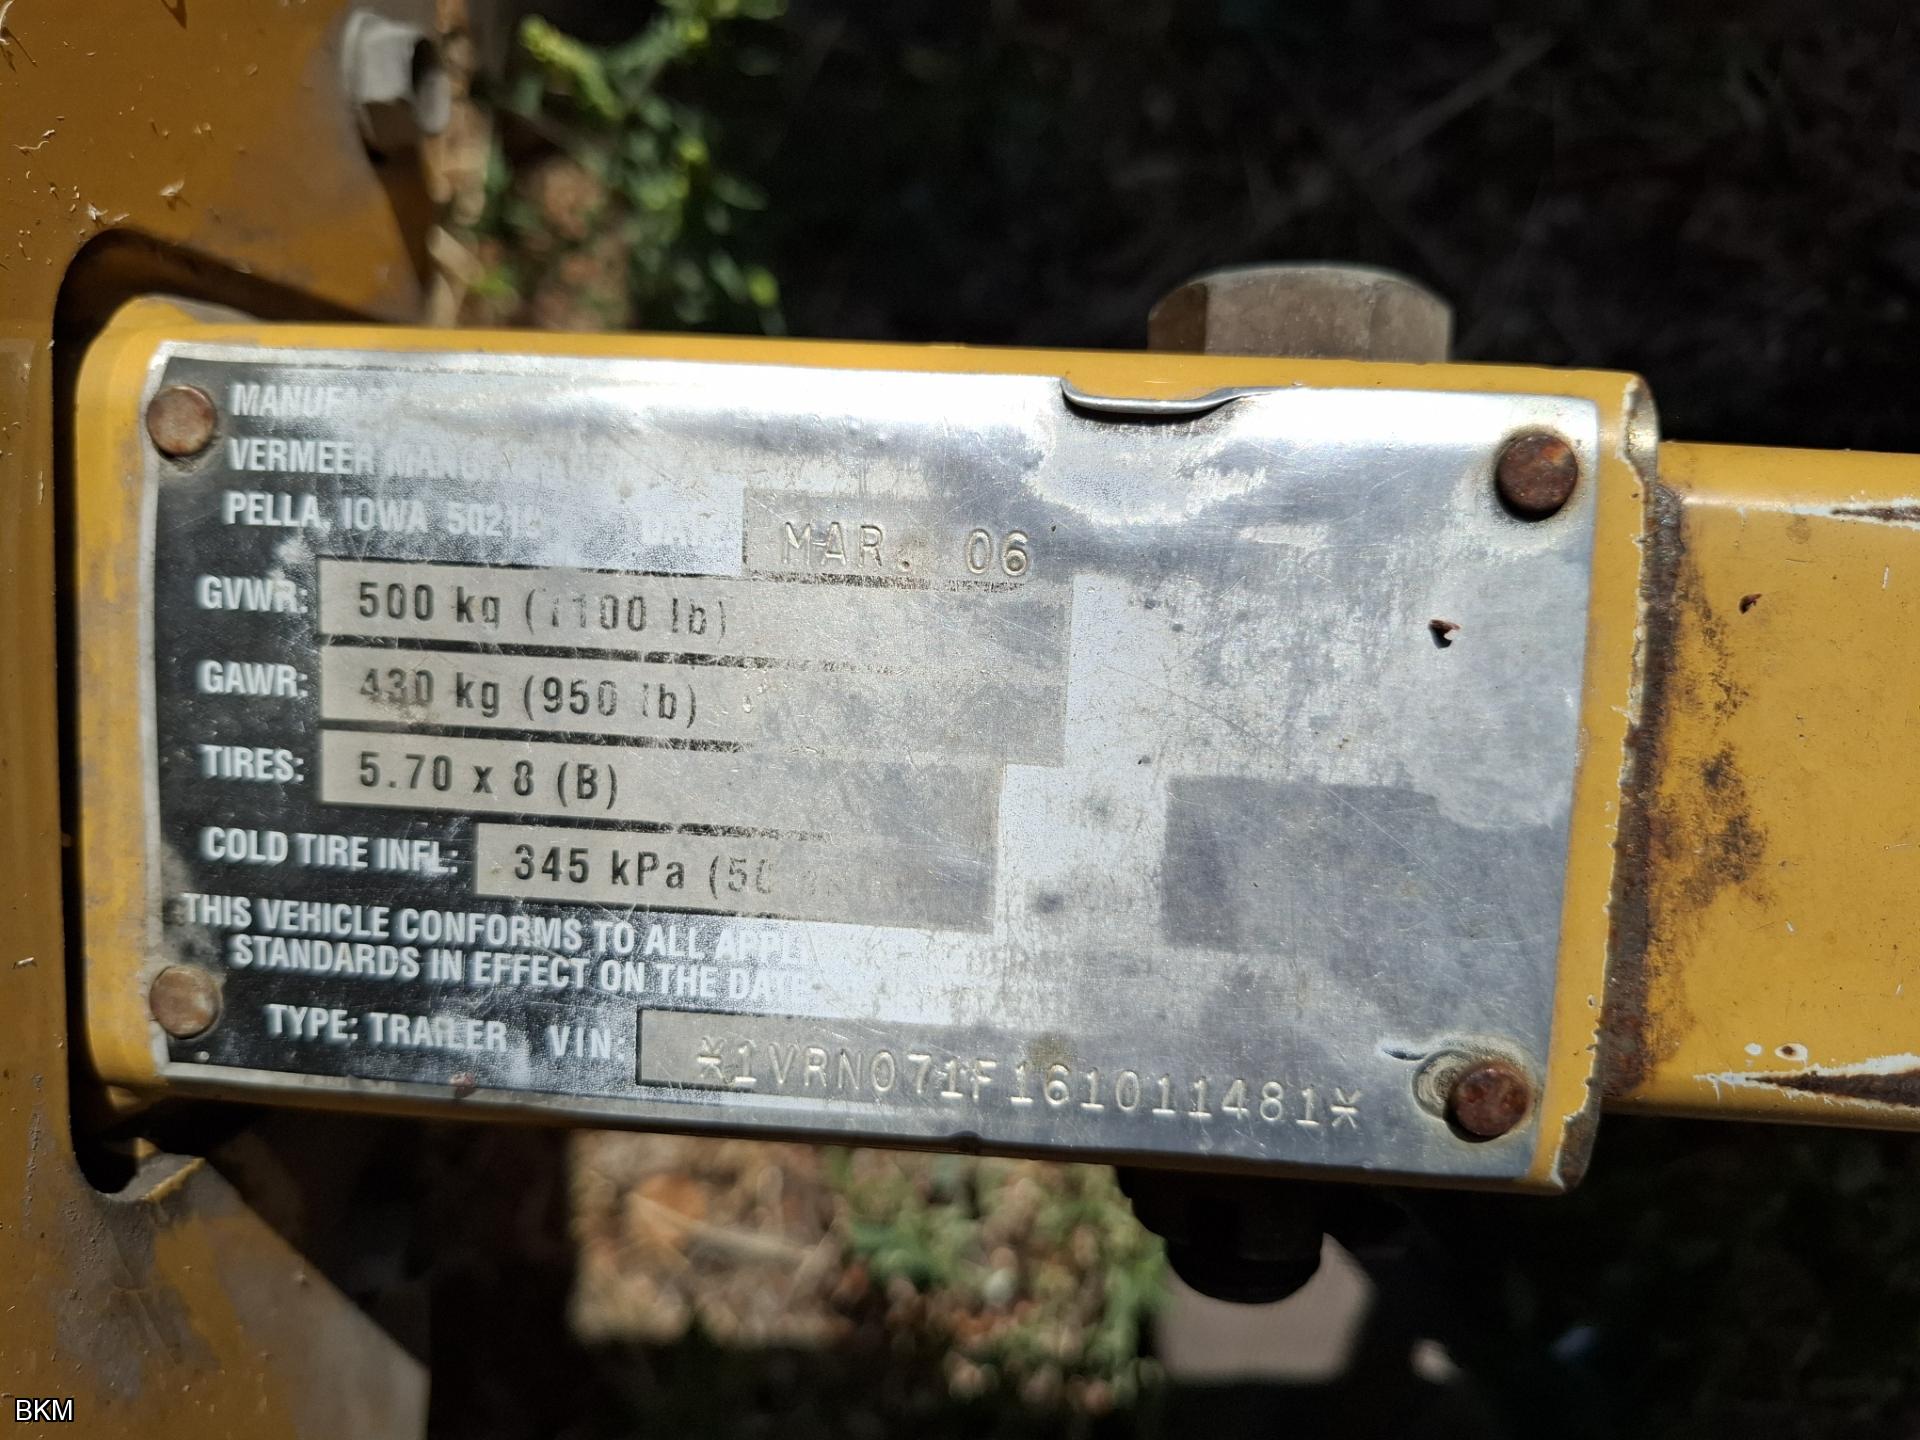 VERMEER
PELLA, IOWA
MAR. 06
GVWR: 500 kg (1100 lb)
GAWR: 430 kg (950 lb)
TIRES: 5.70 x 8 (B)
COLD TIRE INFL: 345 kPa (50
THIS VEHICLE CONFORMS TO ALL
STANDARDS IN EFFECT ON THE DATE
TYPE: TRAILER VIN: *1VRN071F161011481*
BKM